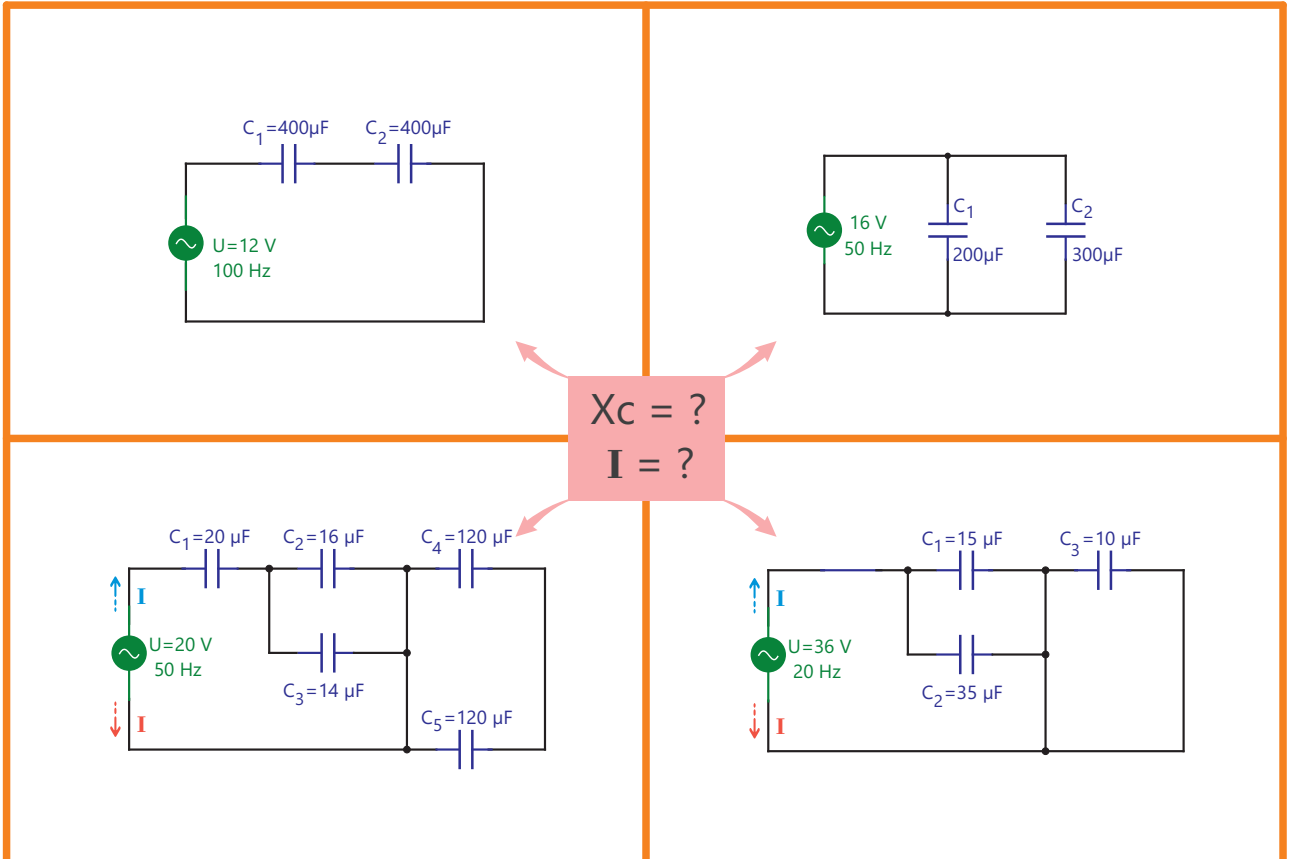 C1=400µF
C2=400µF
U=12 V
100 Hz
16 V
50 Hz
C1
200µF
C2
300µF
Xc = ?
I = ?
C1=20 µF
C2=16 µF
C4=120 µF
I
U=20 V
50 Hz
C3=14 µF
I
C5=120 µF
C1=15 µF
C3=10 µF
I
U=36 V
20 Hz
C2=35 µF
I